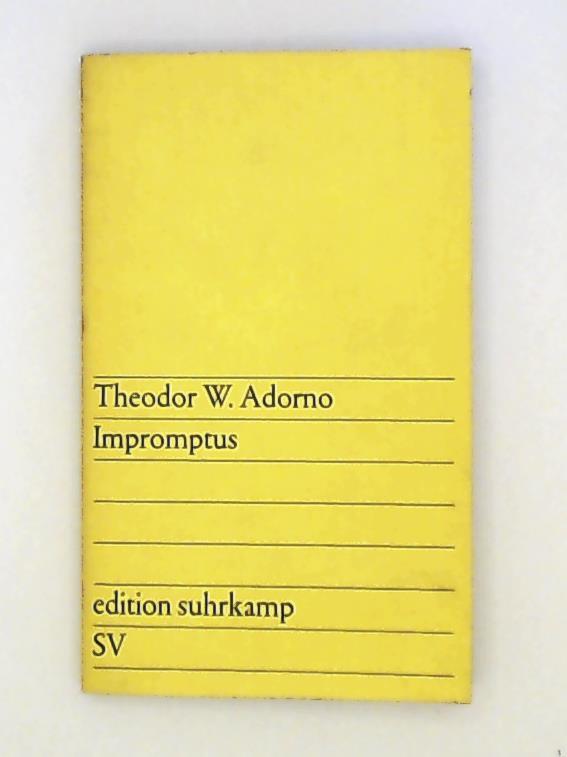 Theodor W. Adorno
Impromptus
edition suhrkamp
SV